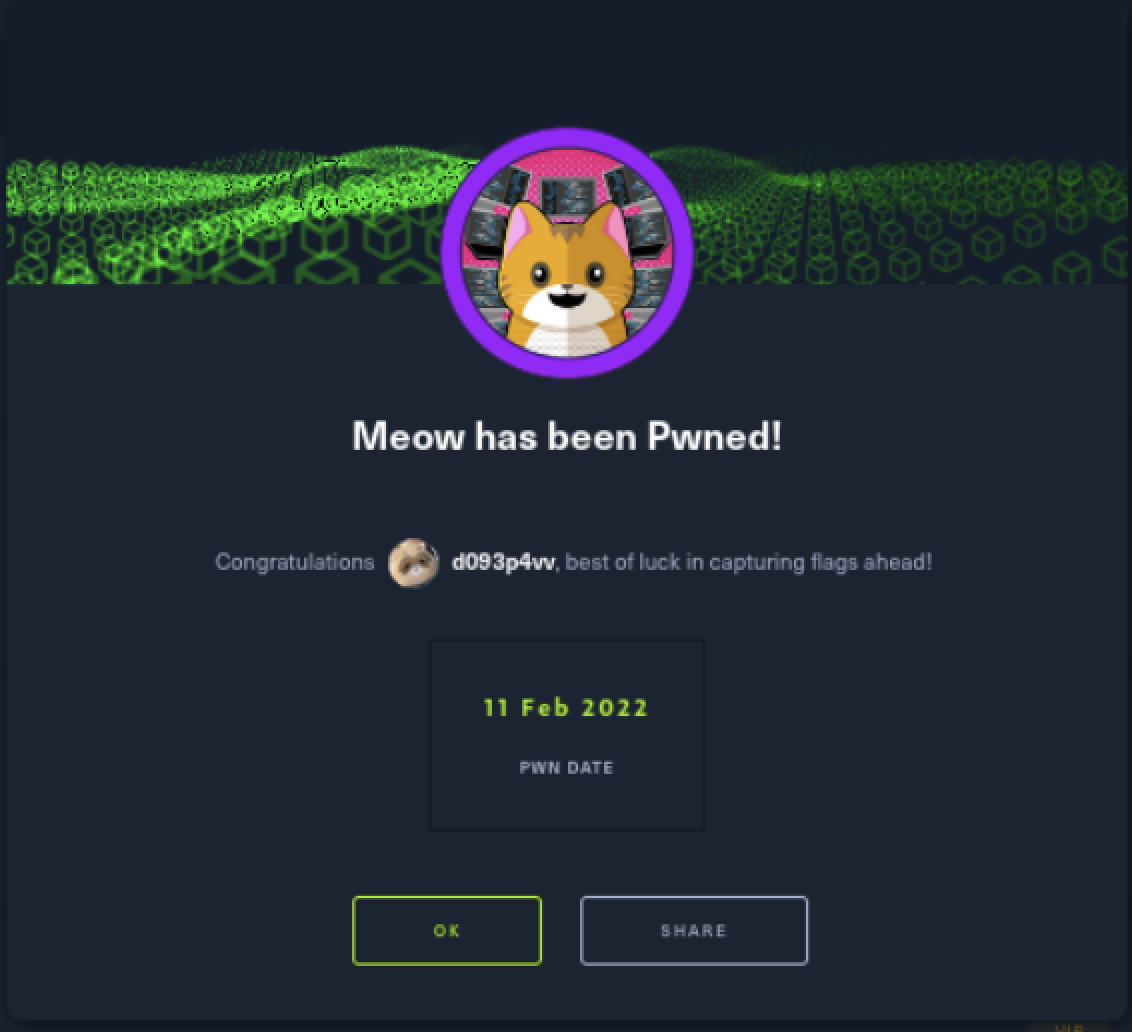 Meow has been Pwned!
Congratulations d093p4vv, best of luck in capturing flags ahead!
11 Feb 2022
PWN DATE
OK
SHARE